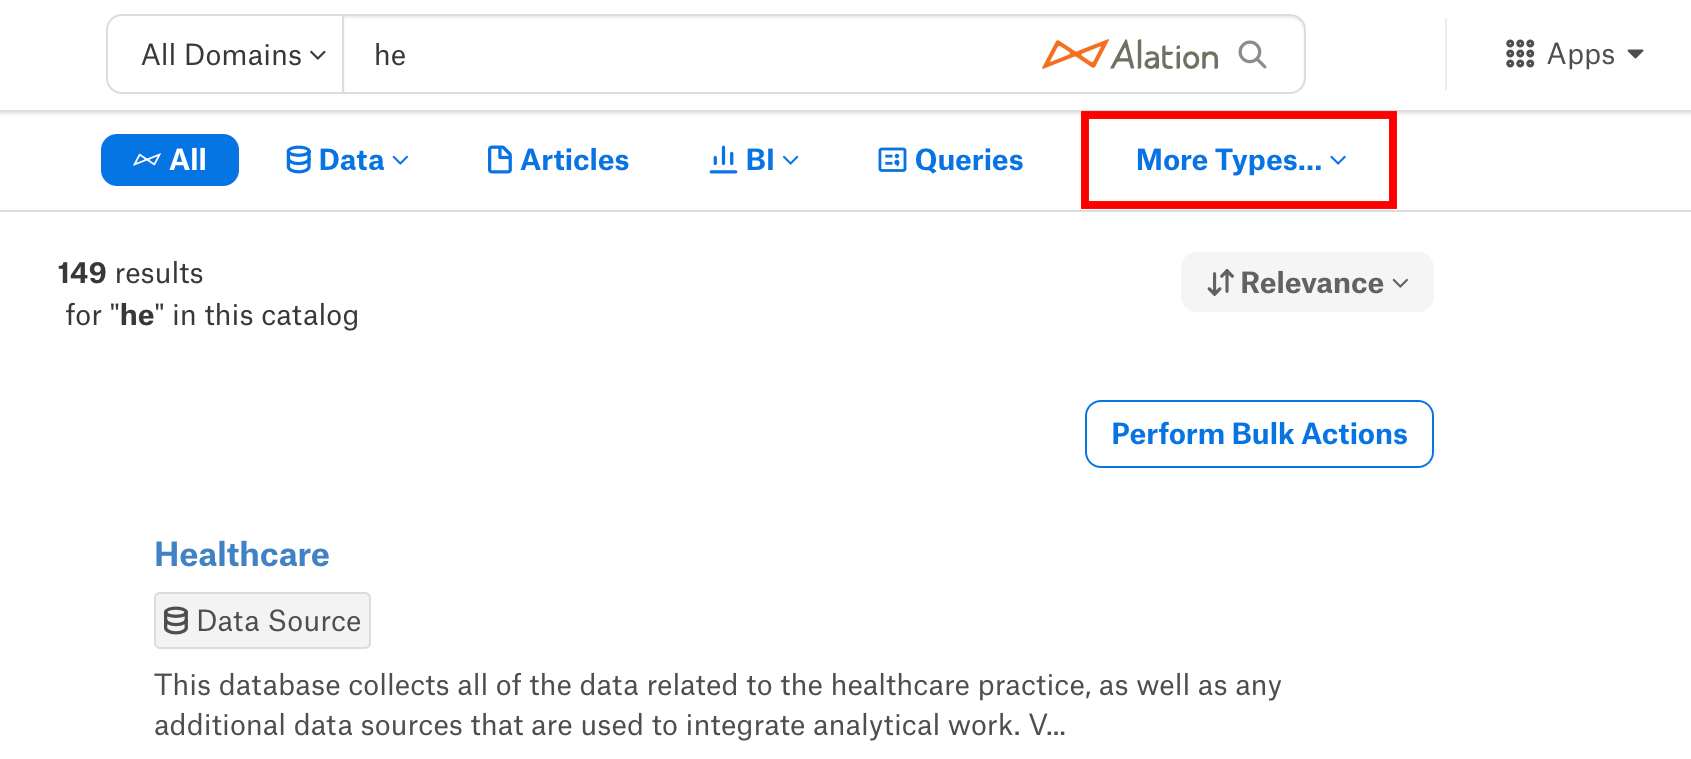 All Domains he Alation Apps
All Data Articles BI Queries More Types...
149 results
for "he" in this catalog
Relevance
Perform Bulk Actions
Healthcare
Data Source
This database collects all of the data related to the healthcare practice, as well as any
additional data sources that are used to integrate analytical work. V...